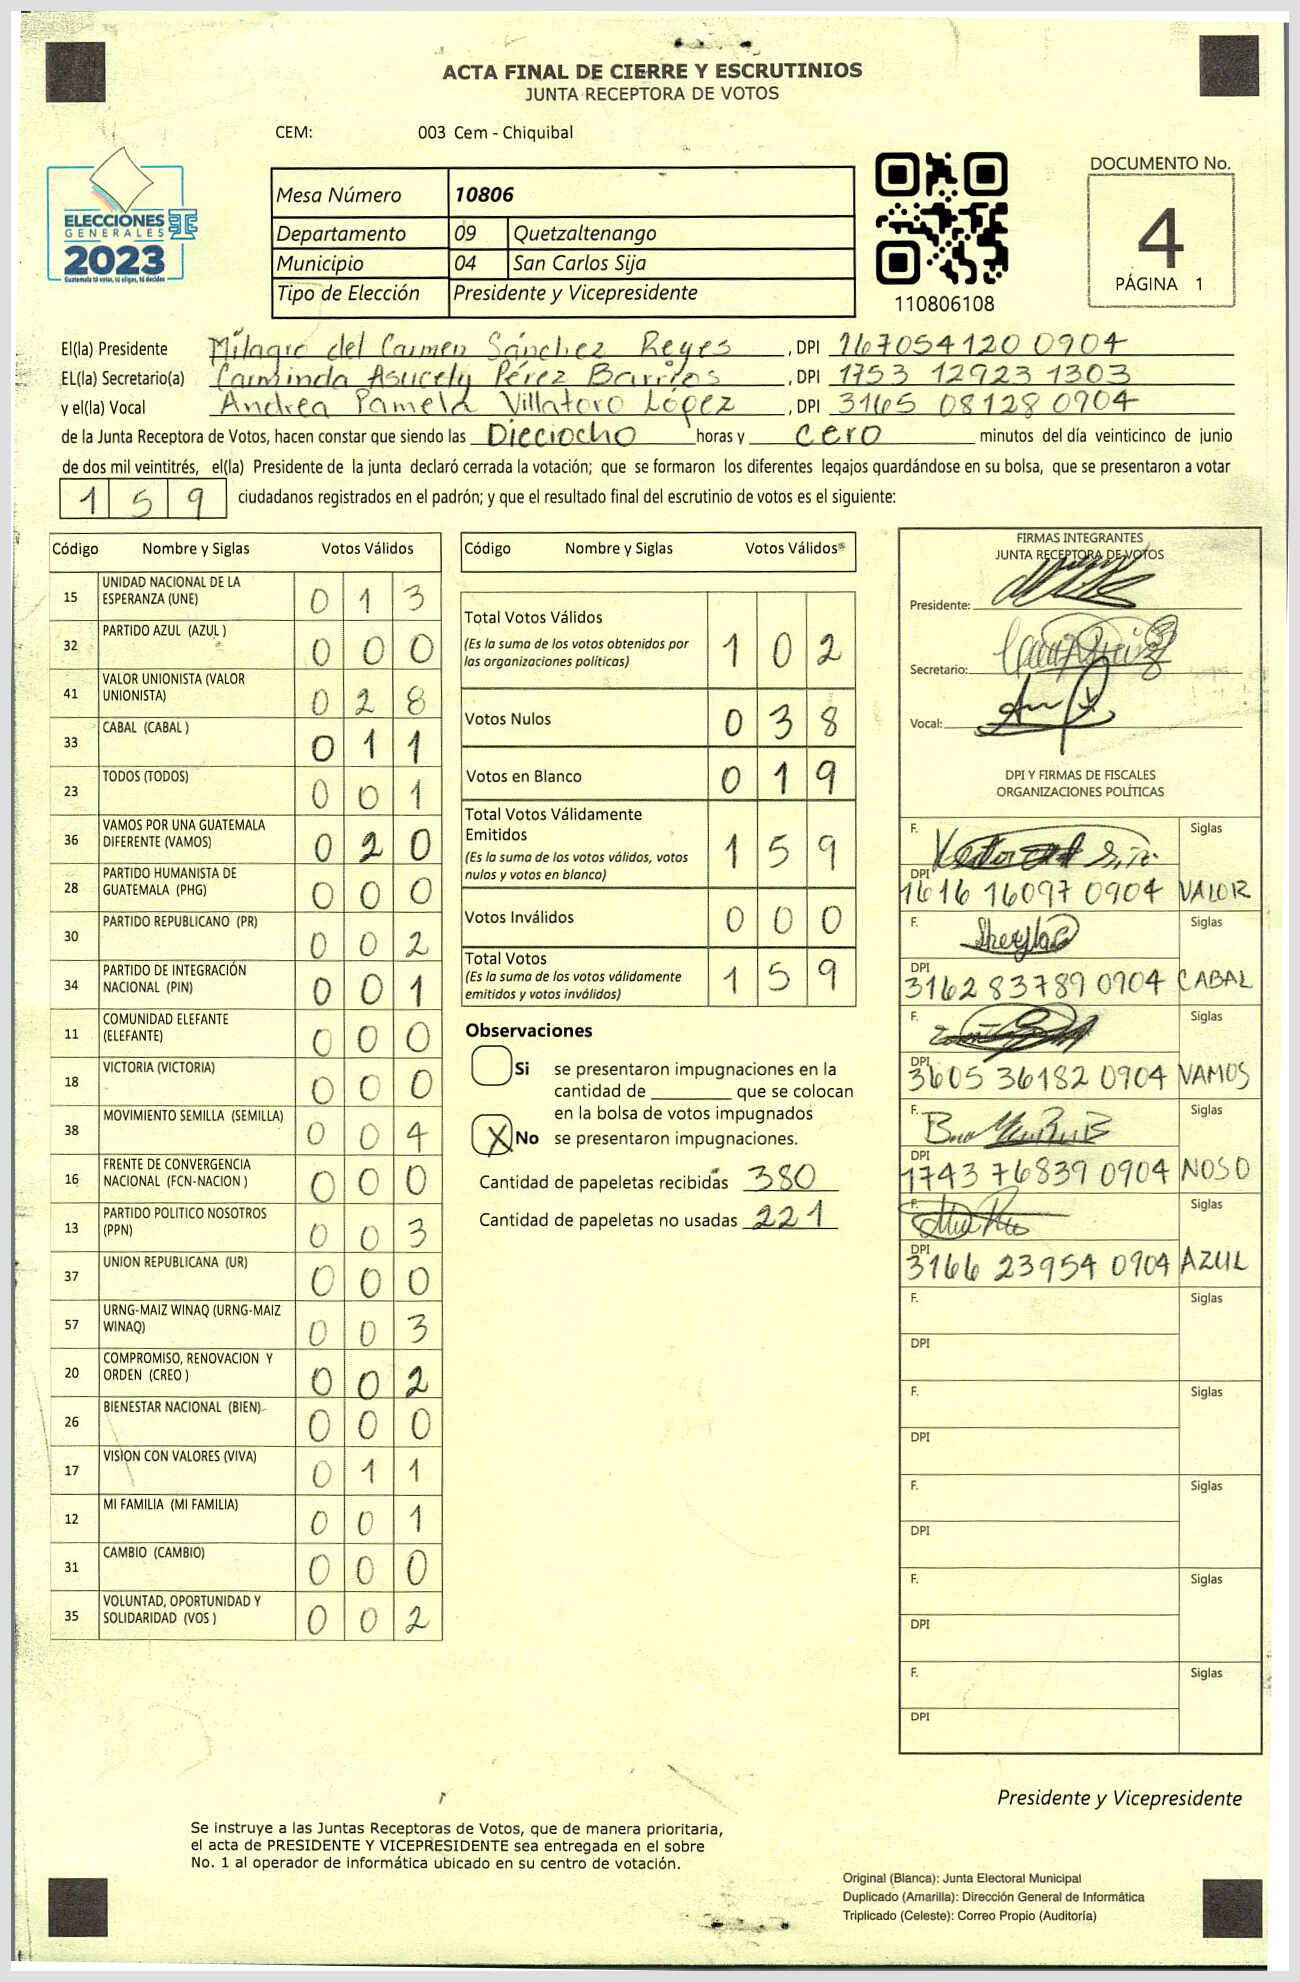 ACTA FINAL DE CIERRE Y ESCRUTINIOS
JUNTA RECEPTORA DE VOTOS
CEM: 003 Cem - Chiquibal
ELECCIONES
GENERALES
2023
Guatemala tú votas, tú eliges, tú decides
Mesa Número 10806
Departamento 09 Quetzaltenango
Municipio 04 San Carlos Sija
Tipo de Elección Presidente y Vicepresidente
110806108
DOCUMENTO No.
4
PÁGINA 1
El(la) Presidente Milagro del Carmen Sánchez Reyes, DPI 167054120 0904
EL(la) Secretario(a) Carminda Asucely Pérez Barrios, DPI 1753 12923 1303
y el(la) Vocal Andrea Pamela Villatoro López, DPI 3165 08128 0904
de la Junta Receptora de Votos, hacen constar que siendo las Dieciocho horas y cero minutos del día veinticinco de junio
de dos mil veintitrés, el(la) Presidente de la junta declaró cerrada la votación; que se formaron los diferentes legajos guardándose en su bolsa, que se presentaron a votar
159 ciudadanos registrados en el padrón; y que el resultado final del escrutinio de votos es el siguiente:
Código Nombre y Siglas Votos Válidos
15 UNIDAD NACIONAL DE LA ESPERANZA (UNE) 0 1 3
32 PARTIDO AZUL (AZUL ) 0 0 0
41 VALOR UNIONISTA (VALOR UNIONISTA) 0 2 8
33 CABAL (CABAL ) 0 1 1
23 TODOS (TODOS) 0 0 1
36 VAMOS POR UNA GUATEMALA DIFERENTE (VAMOS) 0 2 0
28 PARTIDO HUMANISTA DE GUATEMALA (PHG) 0 0 0
30 PARTIDO REPUBLICANO (PR) 0 0 2
34 PARTIDO DE INTEGRACIÓN NACIONAL (PIN) 0 0 1
11 COMUNIDAD ELEFANTE (ELEFANTE) 0 0 0
18 VICTORIA (VICTORIA) 0 0 0
38 MOVIMIENTO SEMILLA (SEMILLA) 0 0 4
16 FRENTE DE CONVERGENCIA NACIONAL (FCN-NACION ) 0 0 0
13 PARTIDO POLITICO NOSOTROS (PPN) 0 0 3
37 UNION REPUBLICANA (UR) 0 0 0
57 URNG-MAIZ WINAQ (URNG-MAIZ WINAQ) 0 0 3
20 COMPROMISO, RENOVACION Y ORDEN (CREO ) 0 0 2
26 BIENESTAR NACIONAL (BIEN) 0 0 0
17 VISION CON VALORES (VIVA) 0 1 1
12 MI FAMILIA (MI FAMILIA) 0 0 1
31 CAMBIO (CAMBIO) 0 0 0
35 VOLUNTAD, OPORTUNIDAD Y SOLIDARIDAD (VOS ) 0 0 2
Código Nombre y Siglas Votos Válidos
Total Votos Válidos 1 0 2
(Es la suma de los votos obtenidos por
las organizaciones políticas)
Votos Nulos 0 3 8
Votos en Blanco 0 1 9
Total Votos Válidamente
Emitidos 1 5 9
(Es la suma de los votos válidos, votos
nulos y votos en blanco)
Votos Inválidos 0 0 0
Total Votos 1 5 9
(Es la suma de los votos válidamente
emitidos y votos inválidos)
Observaciones
Si se presentaron impugnaciones en la
cantidad de ________ que se colocan
en la bolsa de votos impugnados
X No se presentaron impugnaciones.
Cantidad de papeletas recibidas 380
Cantidad de papeletas no usadas 221
FIRMAS INTEGRANTES
JUNTA RECEPTORA DE VOTOS
Presidente:
Secretario:
Vocal:
DPI Y FIRMAS DE FISCALES
ORGANIZACIONES POLÍTICAS
F. Siglas
DPI
1616 16097 0904 VALOR
F. Siglas
DPI
3162 83789 0904 CABAL
F. Siglas
DPI
3605 36182 0904 VAMOS
F. Siglas
DPI
1743 76839 0904 NOSO
F. Siglas
DPI
3166 23954 0904 AZUL
F. Siglas
DPI
F. Siglas
DPI
F. Siglas
DPI
F. Siglas
DPI
F. Siglas
DPI
Presidente y Vicepresidente
Se instruye a las Juntas Receptoras de Votos, que de manera prioritaria,
el acta de PRESIDENTE Y VICEPRESIDENTE sea entregada en el sobre
No. 1 al operador de informática ubicado en su centro de votación.
Original (Blanca): Junta Electoral Municipal
Duplicado (Amarilla): Dirección General de Informática
Triplicado (Celeste): Correo Propio (Auditoría)